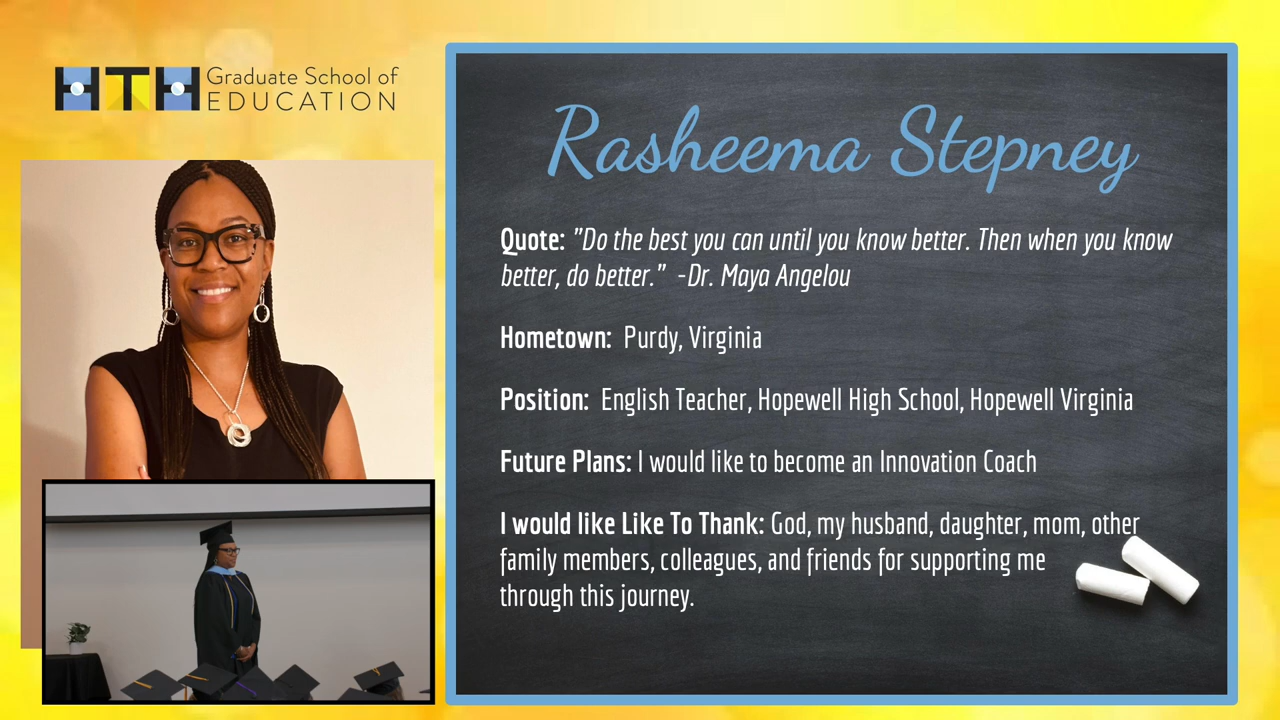 HTH Graduate School of
EDUCATION
Rasheema Stepney
Quote: "Do the best you can until you know better. Then when you know
better, do better." -Dr. Maya Angelou
Hometown: Purdy, Virginia
Position: English Teacher, Hopewell High School, Hopewell Virginia
Future Plans: I would like to become an Innovation Coach
I would like Like To Thank: God, my husband, daughter, mom, other
family members, colleagues, and friends for supporting me
through this journey.